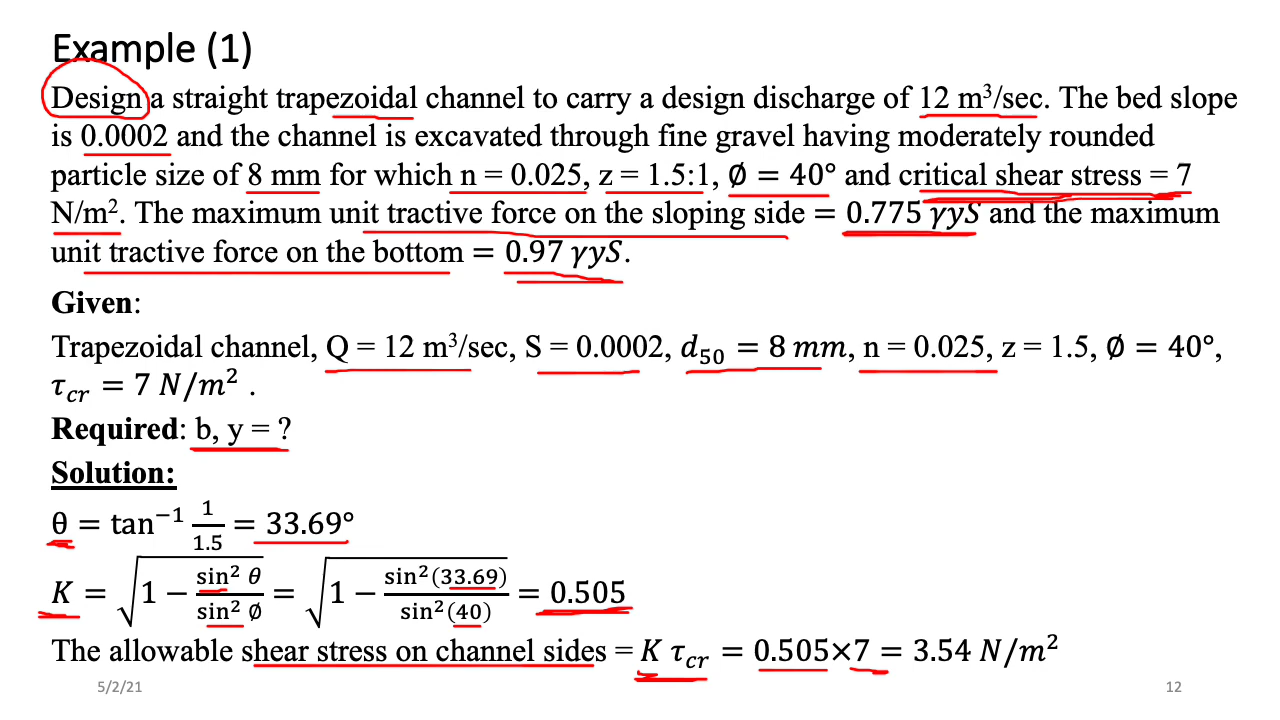 Example (1)
Design a straight trapezoidal channel to carry a design discharge of 12 m³/sec. The bed slope
is 0.0002 and the channel is excavated through fine gravel having moderately rounded
particle size of 8 mm for which n = 0.025, z = 1.5:1, Ø = 40° and critical shear stress = 7
N/m². The maximum unit tractive force on the sloping side = 0.775 γyS and the maximum
unit tractive force on the bottom = 0.97 γyS.
Given:
Trapezoidal channel, Q = 12 m³/sec, S = 0.0002, d₅₀ = 8 mm, n = 0.025, z = 1.5, Ø = 40°,
τcr = 7 N/m² .
Required: b, y = ?
Solution:
θ = tan⁻¹ 1/1.5 = 33.69°
K = √(1 − sin² θ / sin² Ø) = √(1 − sin²(33.69) / sin²(40)) = 0.505
The allowable shear stress on channel sides = K τcr = 0.505×7 = 3.54 N/m²
5/2/21
12